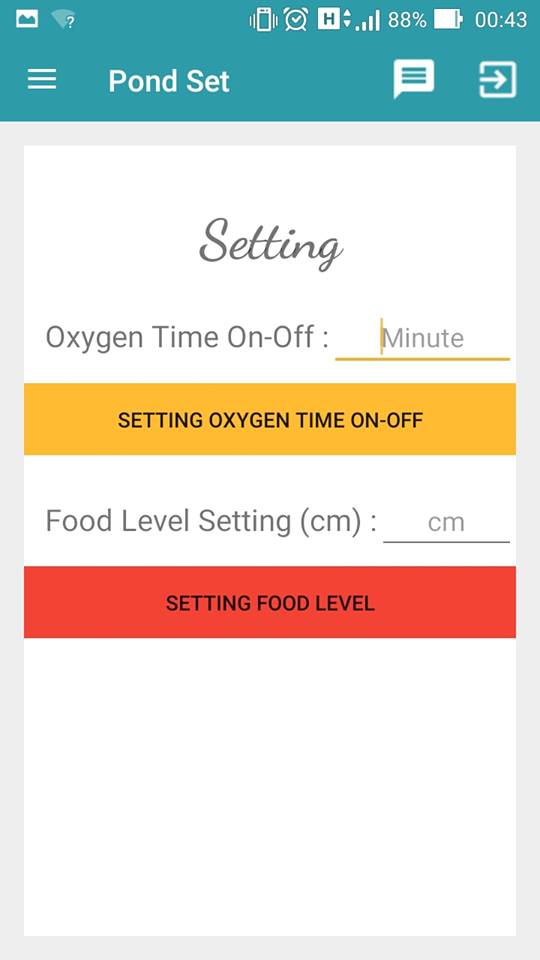 H 88% 00:43
Pond Set
Setting
Oxygen Time On-Off : Minute
SETTING OXYGEN TIME ON-OFF
Food Level Setting (cm) : cm
SETTING FOOD LEVEL